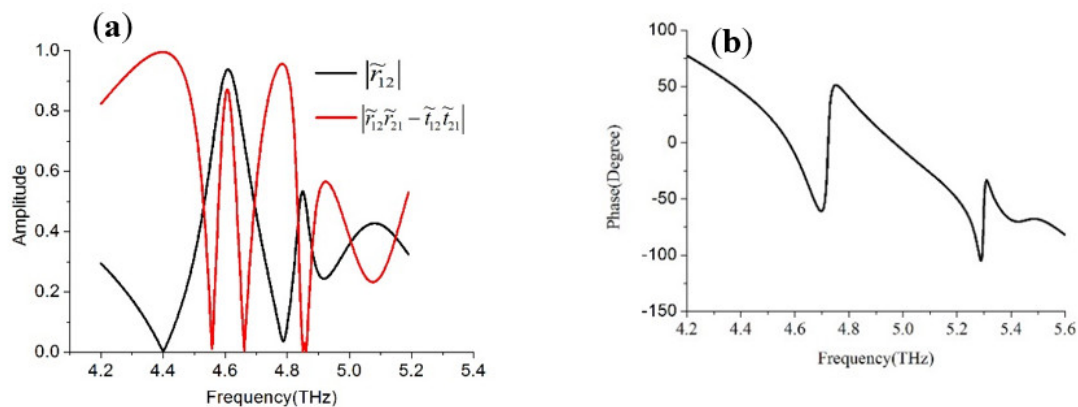 (a)
1.0
0.8
0.6
0.4
0.2
0.0
Amplitude
4.2 4.4 4.6 4.8 5.0 5.2 5.4
Frequency(THz)
|r̃₁₂|
|r̃₁₂r̃₂₁ − t̃₁₂t̃₂₁|
(b)
100
50
0
-50
-100
-150
Phase(Degree)
4.2 4.4 4.6 4.8 5.0 5.2 5.4 5.6
Frequency(THz)